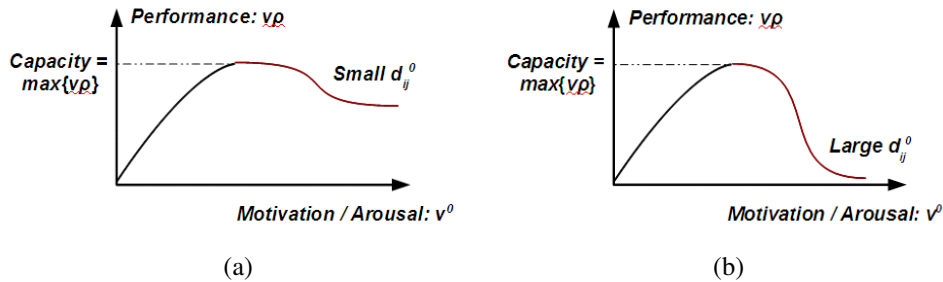 Performance: vρ
Capacity =
max{vρ}
Small d_ij^0
Motivation / Arousal: v^0
(a)
Performance: vρ
Capacity =
max{vρ}
Large d_ij^0
Motivation / Arousal: v^0
(b)